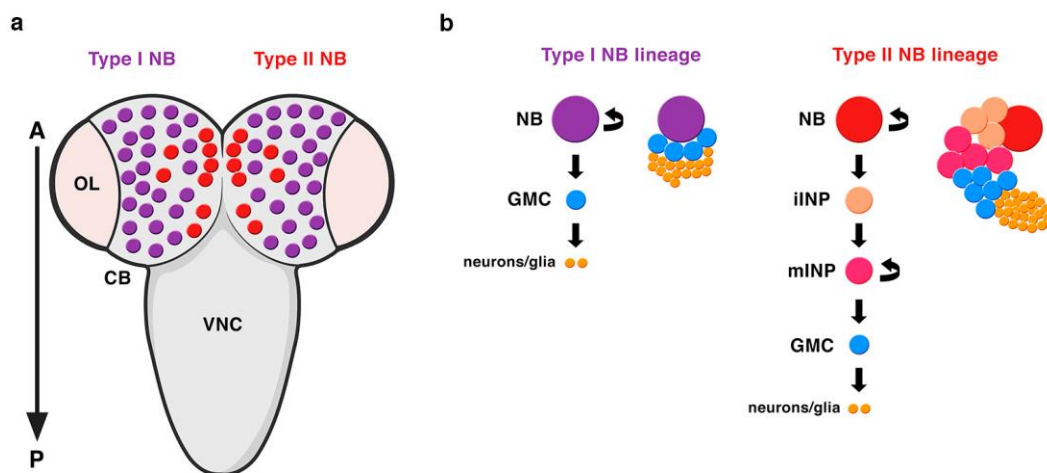 a
Type I NB
Type II NB
A
OL
CB
VNC
P
b
Type I NB lineage
NB
GMC
neurons/glia
Type II NB lineage
NB
iINP
mINP
GMC
neurons/glia